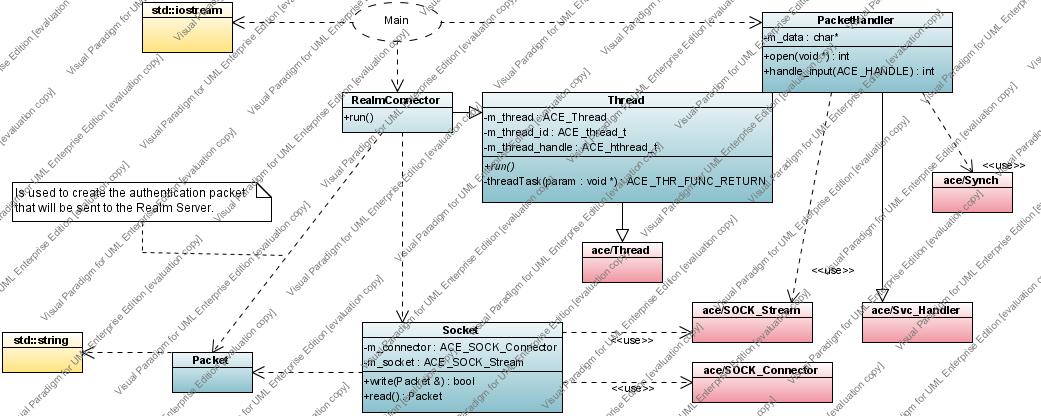 std::iostream
Main
PacketHandler
-m_data : char*
+open(void *) : int
+handle_input(ACE_HANDLE) : int
RealmConnector
+run()
Thread
-m_thread : ACE_Thread
-m_thread_id : ACE_thread_t
-m_thread_handle : ACE_hthread_t
+run()
-threadTask(param : void *) : ACE_THR_FUNC_RETURN
<<use>>
ace/Synch
Is used to create the authentication packet
that will be sent to the Realm Server.
ace/Thread
<<use>>
ace/SOCK_Stream
ace/Svc_Handler
std::string
Packet
Socket
-m_connector : ACE_SOCK_Connector
-m_socket : ACE_SOCK_Stream
+write(Packet &) : bool
+read() : Packet
<<use>>
ace/SOCK_Connector
<<use>>
Visual Paradigm for UML Enterprise Edition [evaluation copy]